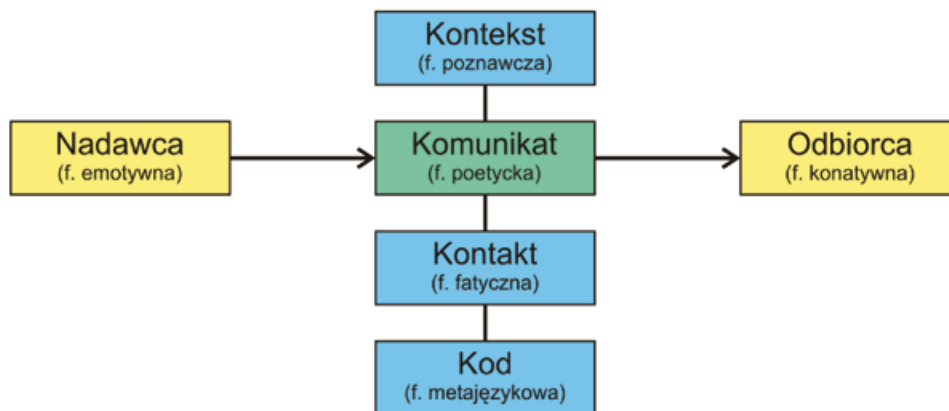 Kontekst
(f. poznawcza)
Nadawca
(f. emotywna)
Komunikat
(f. poetycka)
Odbiorca
(f. konatywna)
Kontakt
(f. fatyczna)
Kod
(f. metajęzykowa)